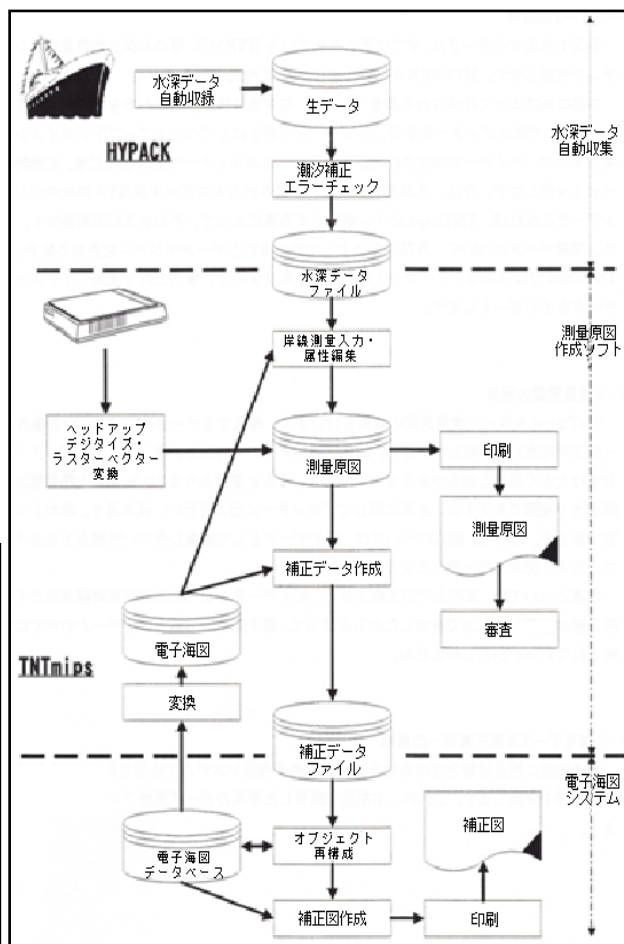 水深データ
自動収録
生データ
HYPACK
水深データ
自動収集
潮汐補正
エラーチェック
水深データ
ファイル
岸線測量入力・
属性編集
測量原図
作成ソフト
ヘッドアップ
デジタイズ・
ラスターベクター
変換
測量原図
印刷
測量原図
補正データ作成
審査
電子海図
TNTmips
変換
補正データ
ファイル
電子海図
システム
電子海図
データベース
オブジェクト
再構成
補正図
補正図作成
印刷